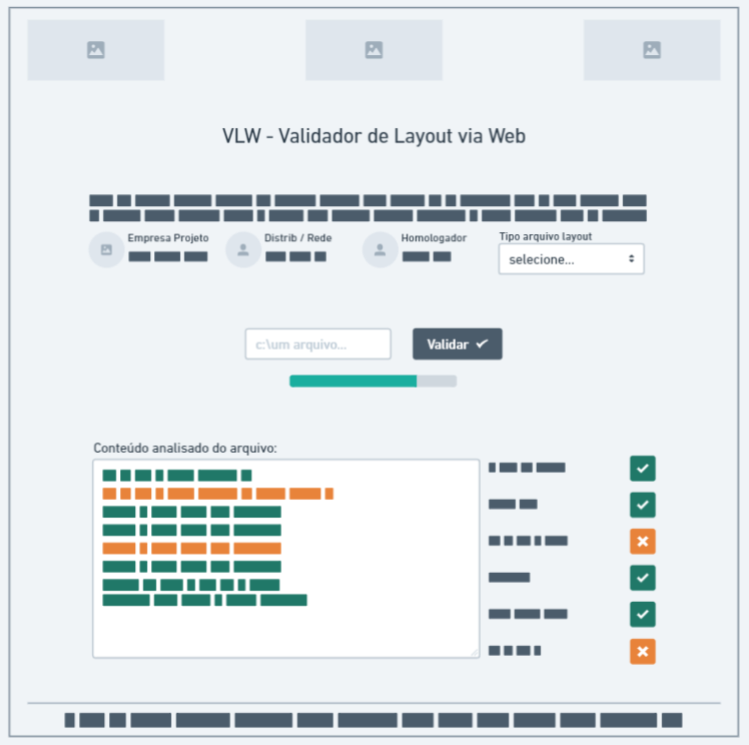 VLW - Validador de Layout via Web
Empresa Projeto
Distrib / Rede
Homologador
Tipo arquivo layout
selecione...
c:\um arquivo...
Validar
Conteúdo analisado do arquivo: